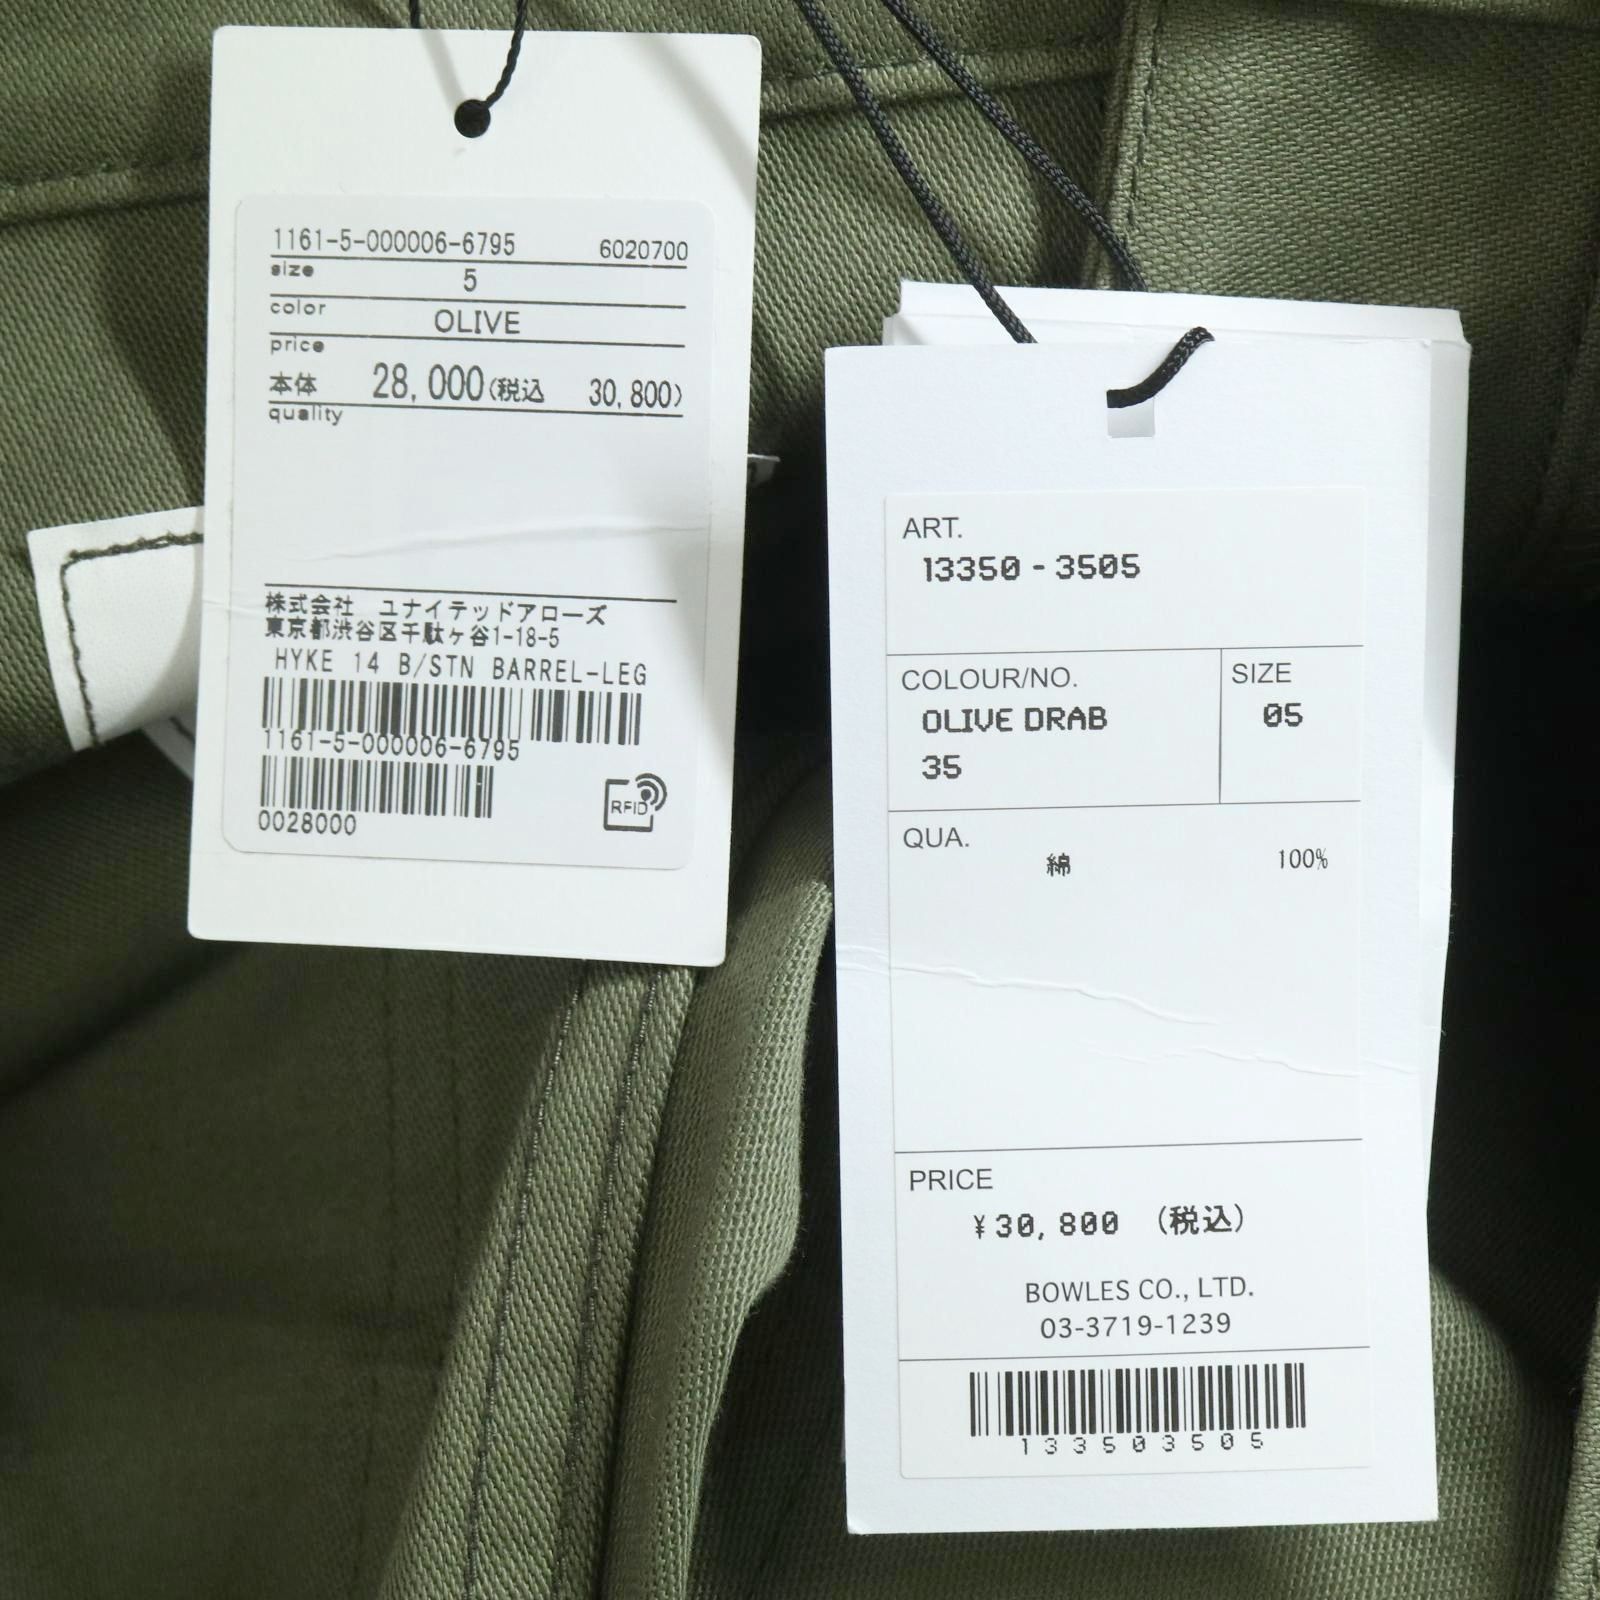 1161-5-000006-6795 6020700
size 5
color OLIVE
price
本体 28,000(税込 30,800)
quality
株式会社 ユナイテッドアローズ
東京都渋谷区千駄ヶ谷1-18-5
HYKE 14 B/STN BARREL-LEG
1161-5-000006-6795
0028000
RFID
ART.
13350-3505
COLOUR/NO. SIZE
OLIVE DRAB 05
35
QUA.
綿 100%
PRICE
¥30,800 (税込)
BOWLES CO., LTD.
03-3719-1239
133503505